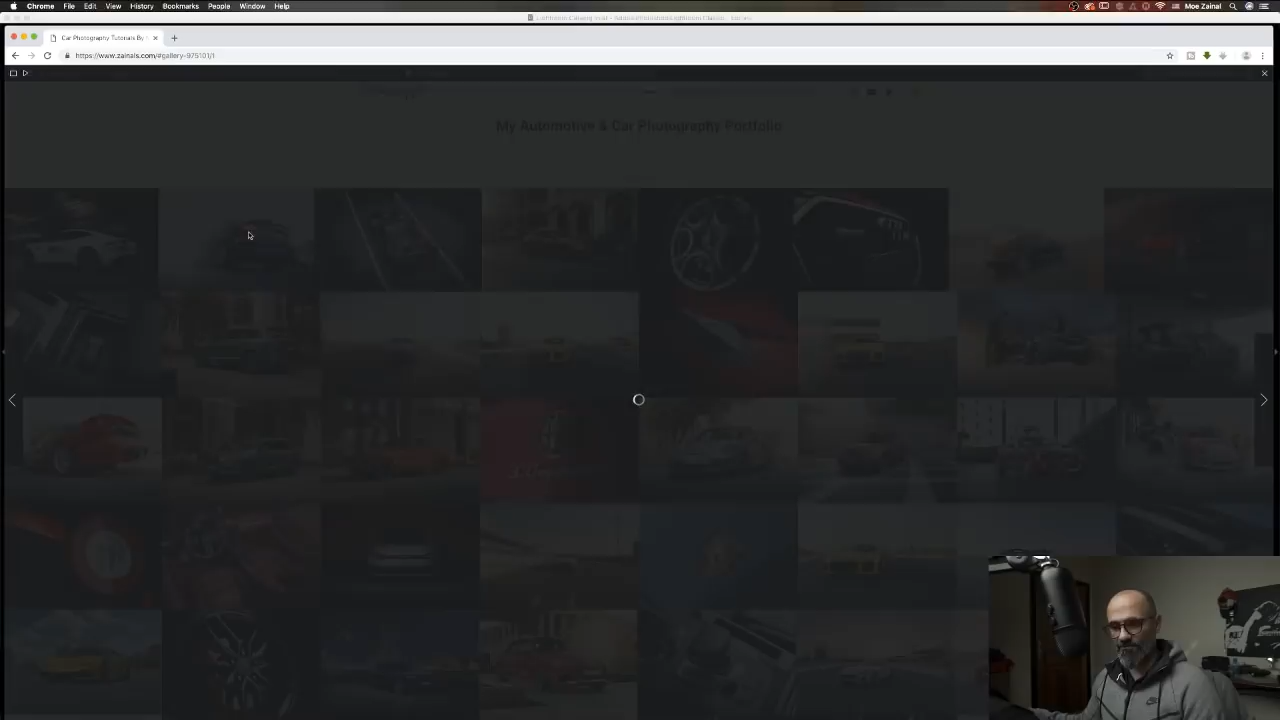 Chrome File Edit View History Bookmarks People Window Help
Moe Zainal
Car Photography Tutorials By
https://www.zainals.com/#gallery-975101/1
My Automotive & Car Photography Portfolio